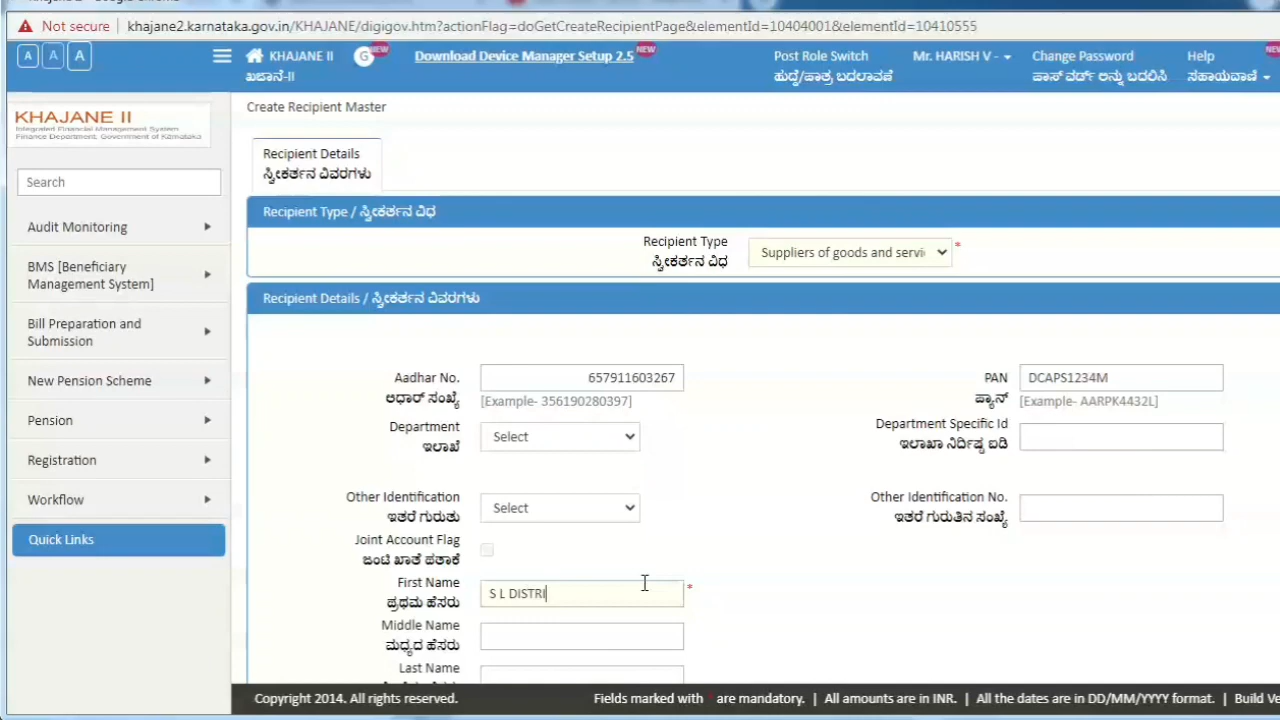 Not secure khajane2.karnataka.gov.in/KHAJANE/digigov.htm?actionFlag=doGetCreateRecipientPage&elementId=10404001&elementId=10410555
A A A
KHAJANE II
ಖಜಾನೆ-II
G NEW
Download Device Manager Setup 2.5 NEW
Post Role Switch
ಹುದ್ದೆ/ಪಾತ್ರ ಬದಲಾವಣೆ
Mr. HARISH V -
Change Password
ಪಾಸ್ ವರ್ಡ್ ಅನ್ನು ಬದಲಿಸಿ
Help
ಸಹಾಯವಾಣಿ
KHAJANE II
Integrated Financial Management System
Finance Department, Government of Karnataka
Search
Audit Monitoring
BMS [Beneficiary
Management System]
Bill Preparation and
Submission
New Pension Scheme
Pension
Registration
Workflow
Quick Links
Create Recipient Master
Recipient Details
ಸ್ವೀಕರ್ತನ ವಿವರಗಳು
Recipient Type / ಸ್ವೀಕರ್ತನ ವಿಧ
Recipient Type
ಸ್ವೀಕರ್ತನ ವಿಧ
Suppliers of goods and servi *
Recipient Details / ಸ್ವೀಕರ್ತನ ವಿವರಗಳು
Aadhar No.
ಆಧಾರ್ ಸಂಖ್ಯೆ
657911603267
[Example- 356190280397]
PAN
ಪ್ಯಾನ್
DCAPS1234M
[Example- AARPK4432L]
Department
ಇಲಾಖೆ
Select
Department Specific Id
ಇಲಾಖಾ ನಿರ್ದಿಷ್ಟ ಐಡಿ
Other Identification
ಇತರೆ ಗುರುತು
Select
Other Identification No.
ಇತರೆ ಗುರುತಿನ ಸಂಖ್ಯೆ
Joint Account Flag
ಜಂಟಿ ಖಾತೆ ಪತಾಕೆ
First Name
ಪ್ರಥಮ ಹೆಸರು
S L DISTRI *
Middle Name
ಮಧ್ಯದ ಹೆಸರು
Last Name
Copyright 2014. All rights reserved.
Fields marked with * are mandatory. | All amounts are in INR. | All the dates are in DD/MM/YYYY format. | Build Ve